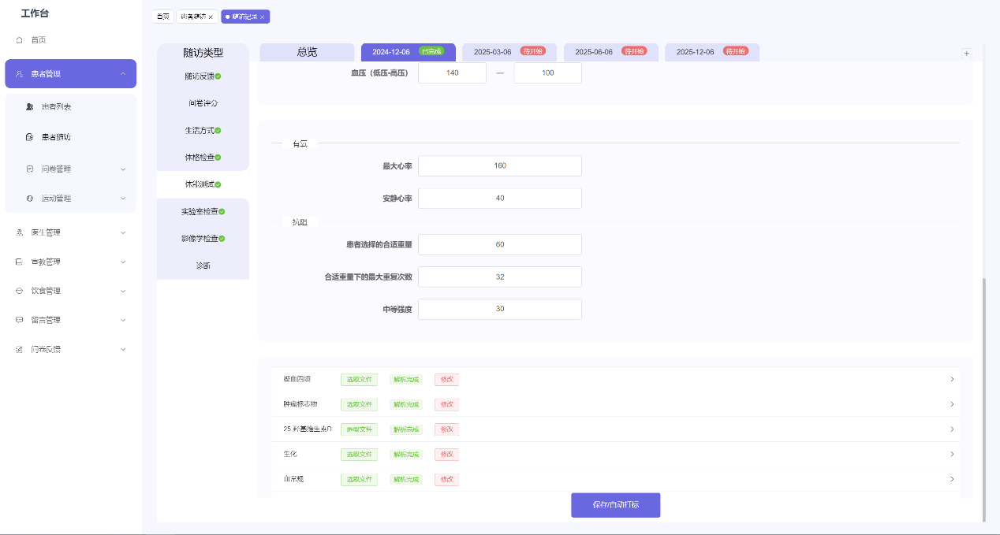 工作台
首页
患者管理
患者列表
患者随访
问卷管理
运动管理
医生管理
宣教管理
饮食管理
留言管理
问卷反馈
首页
患者随访 ×
随访记录 ×
随访类型
随访反馈
问卷评分
生活方式
体格检查
体能测试
实验室检查
影像学检查
诊断
总览
2024-12-06 已完成
2025-03-06 待开始
2025-06-06 待开始
2025-12-06 待开始
+
血压（低压-高压） 140 — 100
有氧
最大心率 160
安静心率 40
抗阻
患者选择的合适重量 60
合适重量下的最大重复次数 32
中等强度 30
凝血四项 选取文件 解析完成 修改
肿瘤标志物 选取文件 解析完成 修改
25 羟基维生素D 选取文件 解析完成 修改
生化 选取文件 解析完成 修改
血常规 选取文件 解析完成 修改
保存/自动打标